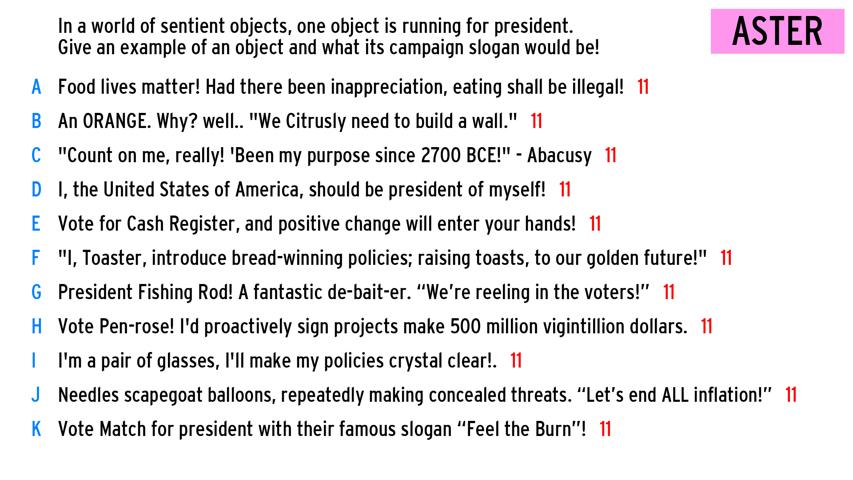 In a world of sentient objects, one object is running for president.
Give an example of an object and what its campaign slogan would be!
ASTER
A Food lives matter! Had there been inappreciation, eating shall be illegal! 11
B An ORANGE. Why? well.. "We Citrusly need to build a wall." 11
C "Count on me, really! 'Been my purpose since 2700 BCE!" - Abacusy 11
D I, the United States of America, should be president of myself! 11
E Vote for Cash Register, and positive change will enter your hands! 11
F "I, Toaster, introduce bread-winning policies; raising toasts, to our golden future!" 11
G President Fishing Rod! A fantastic de-bait-er. “We’re reeling in the voters!” 11
H Vote Pen-rose! I'd proactively sign projects make 500 million vigintillion dollars. 11
I I'm a pair of glasses, I'll make my policies crystal clear!. 11
J Needles scapegoat balloons, repeatedly making concealed threats. “Let’s end ALL inflation!” 11
K Vote Match for president with their famous slogan “Feel the Burn”! 11